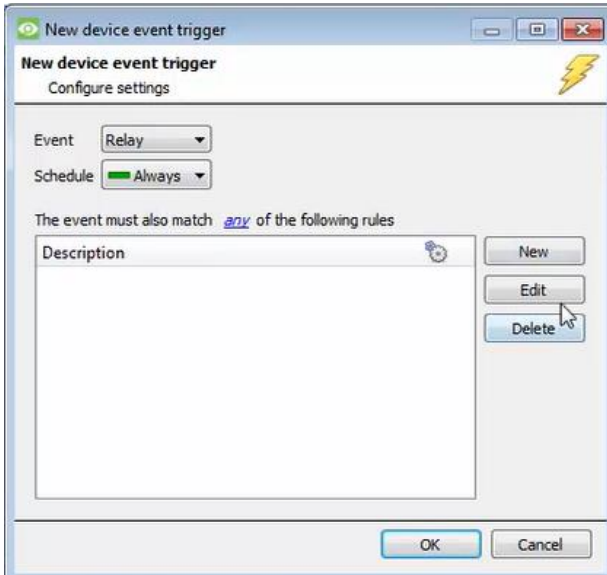 New device event trigger
New device event trigger
Configure settings
Event Relay
Schedule Always
The event must also match any of the following rules
Description
New
Edit
Delete
OK Cancel